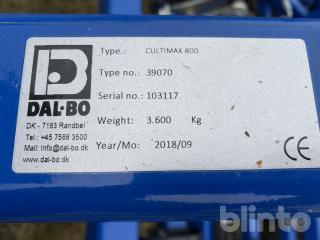 Type.: CULTIMAX 800
Type no.: 39070
Serial no.: 103117
Weight: 3.600 Kg
Year/Mo: 2018/09
D
DAL·BO
DK - 7183 Randbøl
Tel: +45 7588 3500
Mail: info@dal-bo.dk
www.dal-bo.dk
CE
blinto